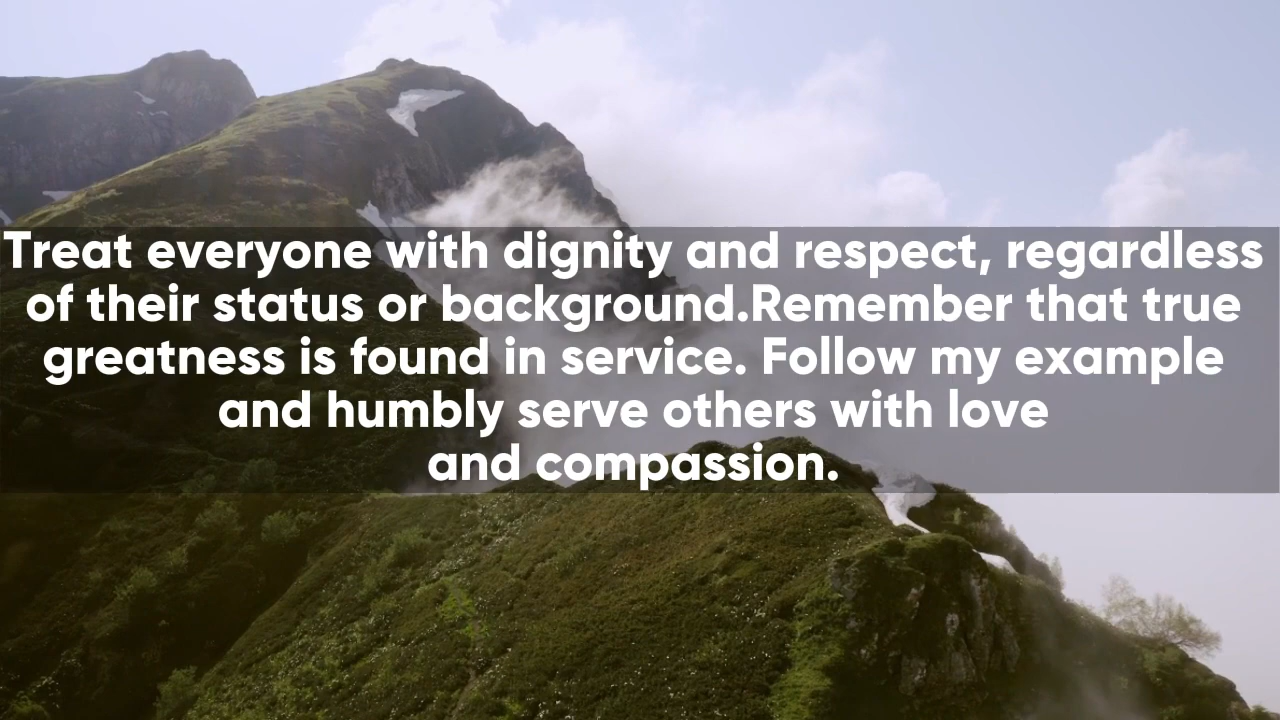 Treat everyone with dignity and respect, regardless
of their status or background.Remember that true
greatness is found in service. Follow my example
and humbly serve others with love
and compassion.